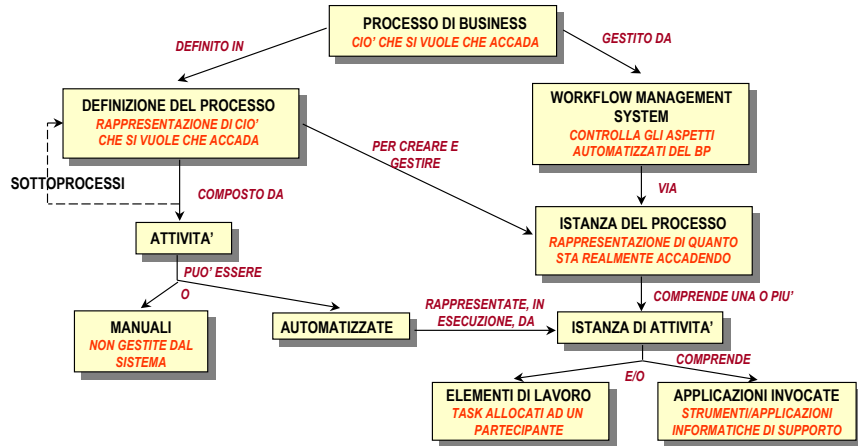 PROCESSO DI BUSINESS
CIO' CHE SI VUOLE CHE ACCADA
DEFINITO IN
GESTITO DA
DEFINIZIONE DEL PROCESSO
RAPPRESENTAZIONE DI CIO'
CHE SI VUOLE CHE ACCADA
WORKFLOW MANAGEMENT
SYSTEM
CONTROLLA GLI ASPETTI
AUTOMATIZZATI DEL BP
PER CREARE E
GESTIRE
SOTTOPROCESSI
COMPOSTO DA
VIA
ATTIVITA'
ISTANZA DEL PROCESSO
RAPPRESENTAZIONE DI QUANTO
STA REALMENTE ACCADENDO
PUO' ESSERE
O
COMPRENDE UNA O PIU'
MANUALI
NON GESTITE DAL
SISTEMA
AUTOMATIZZATE
RAPPRESENTATE, IN
ESECUZIONE, DA
ISTANZA DI ATTIVITA'
E/O
COMPRENDE
ELEMENTI DI LAVORO
TASK ALLOCATI AD UN
PARTECIPANTE
APPLICAZIONI INVOCATE
STRUMENTI/APPLICAZIONI
INFORMATICHE DI SUPPORTO